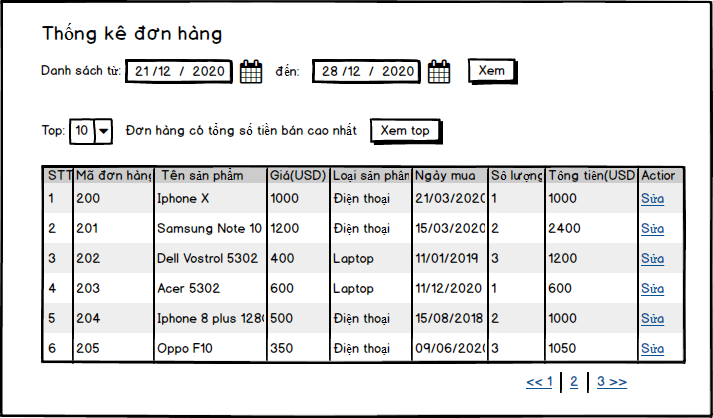 Thống kê đơn hàng
Danh sách từ: 21 /12 / 2020 đến: 28 /12 / 2020 Xem
Top: 10 Đơn hàng có tổng số tiền bán cao nhất Xem top
STT Mã đơn hàng Tên sản phẩm Giá(USD) Loại sản phẩm Ngày mua Số lượng Tổng tiền(USD Action
1 200 Iphone X 1000 Điện thoại 21/03/2020 1 1000 Sửa
2 201 Samsung Note 10 1200 Điện thoại 15/03/2020 2 2400 Sửa
3 202 Dell Vostrol 5302 400 Laptop 11/01/2019 3 1200 Sửa
4 203 Acer 5302 600 Laptop 11/12/2020 1 600 Sửa
5 204 Iphone 8 plus 128G 500 Điện thoại 15/08/2018 2 1000 Sửa
6 205 Oppo F10 350 Điện thoại 09/06/2020 3 1050 Sửa
<< 1 2 3 >>